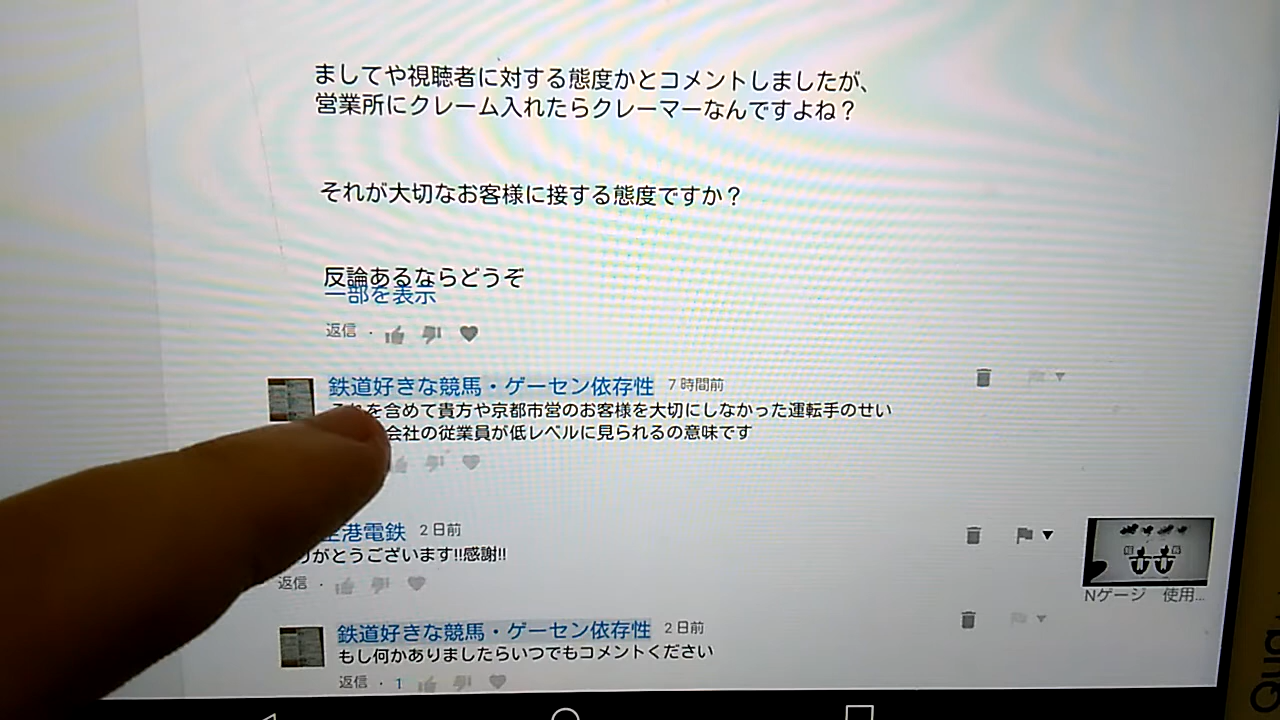 ましてや視聴者に対する態度かとコメントしましたが、
営業所にクレーム入れたらクレーマーなんですよね？
それが大切なお客様に接する態度ですか？
反論あるならどうぞ
一部を表示
返信 ·
鉄道好きな競馬・ゲーセン依存性 7 時間前
を含めて貴方や京都市営のお客様を大切にしなかった運転手のせい
会社の従業員が低レベルに見られるの意味です
港電鉄 2 日前
がとうございます!!感謝!!
返信 ·
Nゲージ 使用...
鉄道好きな競馬・ゲーセン依存性 2 日前
もし何かありましたらいつでもコメントください
返信 · 1